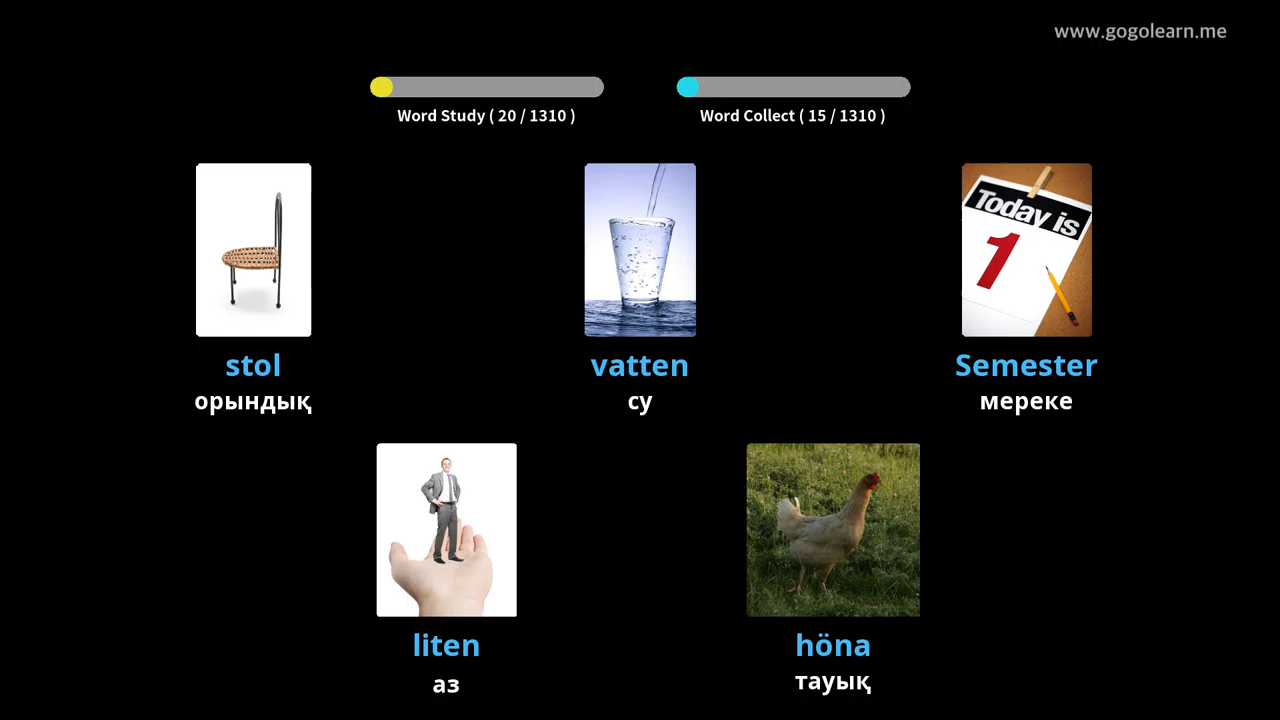 www.gogolearn.me
Word Study ( 20 / 1310 )
Word Collect ( 15 / 1310 )
Today is
1
stol
vatten
Semester
орындық
су
мереке
liten
höna
аз
тауық